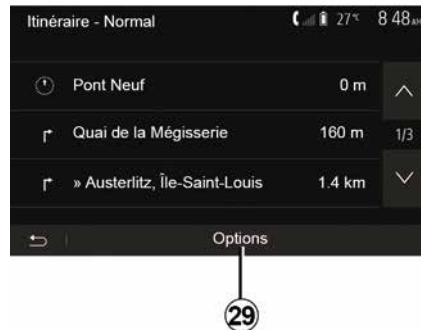 Itinéraire - Normal 27°C 8 48 AM
Pont Neuf 0 m
Quai de la Mégisserie 160 m
1/3
» Austerlitz, Île-Saint-Louis 1.4 km
Options
29